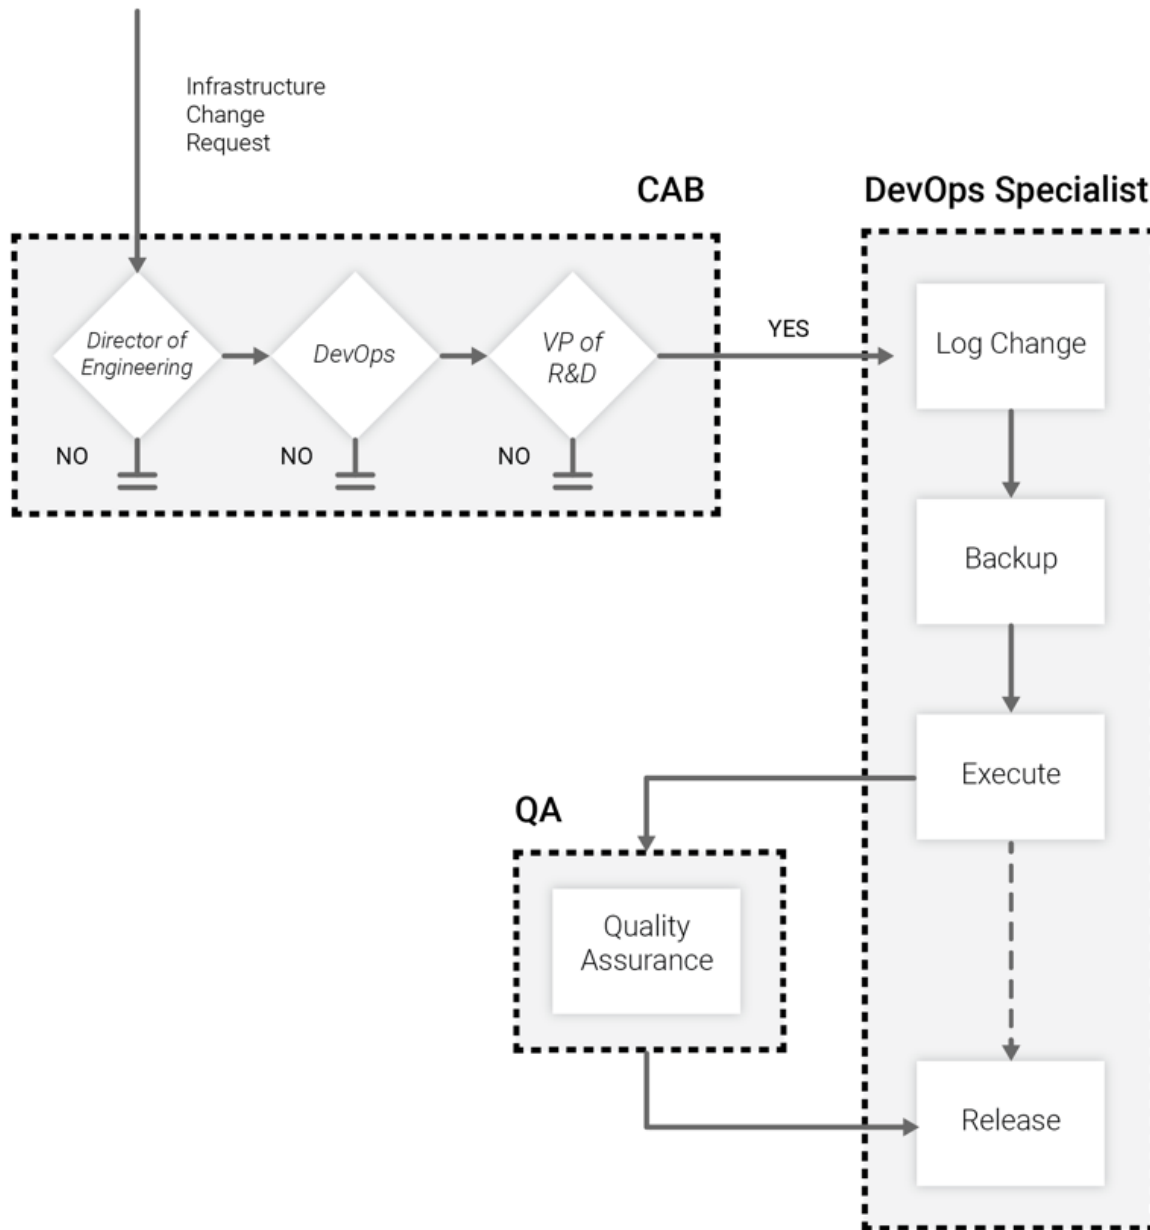 Infrastructure
Change
Request
CAB
DevOps Specialist
Director of
Engineering
DevOps
VP of
R&D
YES
Log Change
NO
NO
NO
Backup
Execute
QA
Quality
Assurance
Release